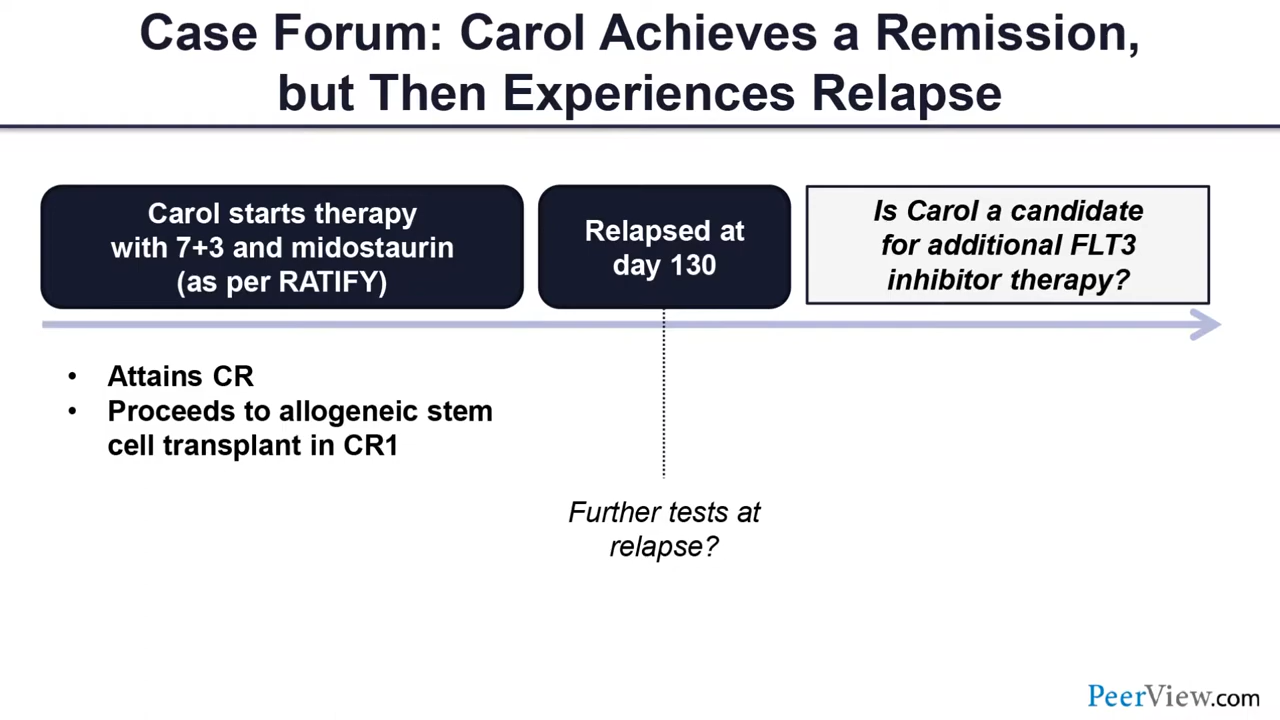 Case Forum: Carol Achieves a Remission,
but Then Experiences Relapse
Carol starts therapy
with 7+3 and midostaurin
(as per RATIFY)
Relapsed at
day 130
Is Carol a candidate
for additional FLT3
inhibitor therapy?
• Attains CR
• Proceeds to allogeneic stem
cell transplant in CR1
Further tests at
relapse?
PeerView.com